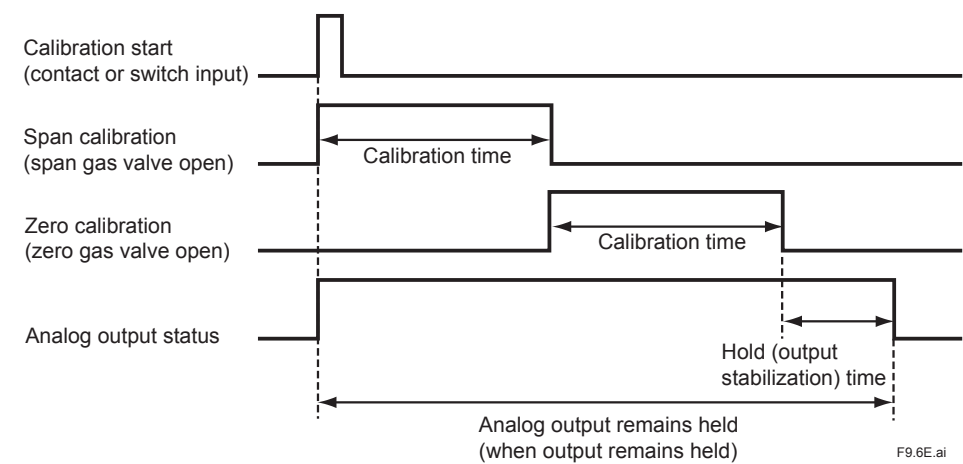 Calibration start
(contact or switch input)
Span calibration
(span gas valve open)
Calibration time
Zero calibration
(zero gas valve open)
Calibration time
Analog output status
Hold (output
stabilization) time
Analog output remains held
(when output remains held)
F9.6E.ai